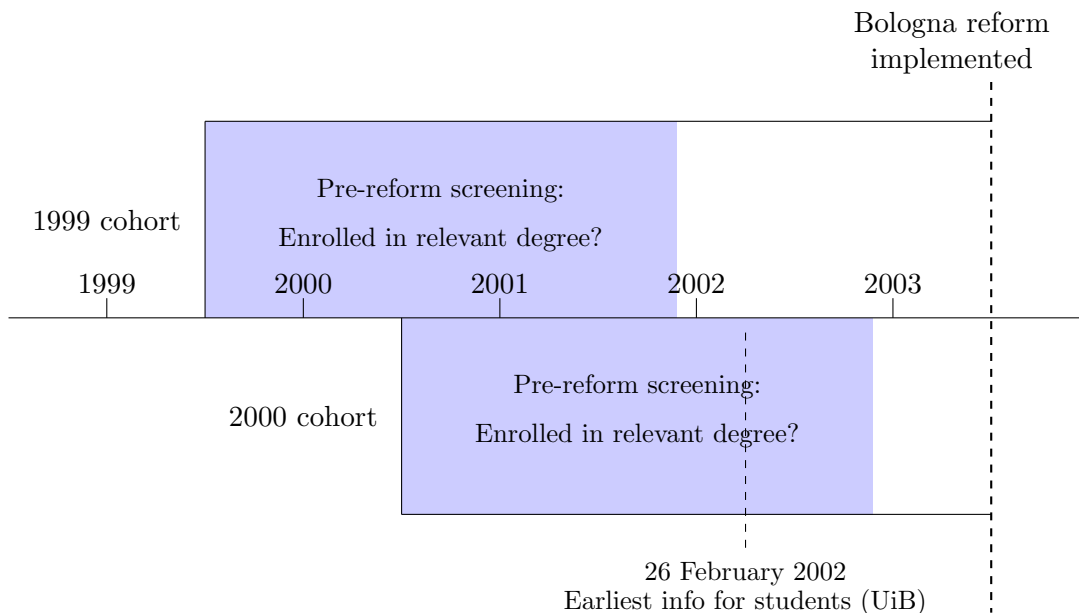 Bologna reform
implemented
Pre-reform screening:
1999 cohort
Enrolled in relevant degree?
1999
2000
2001
2002
2003
Pre-reform screening:
2000 cohort
Enrolled in relevant degree?
26 February 2002
Earliest info for students (UiB)